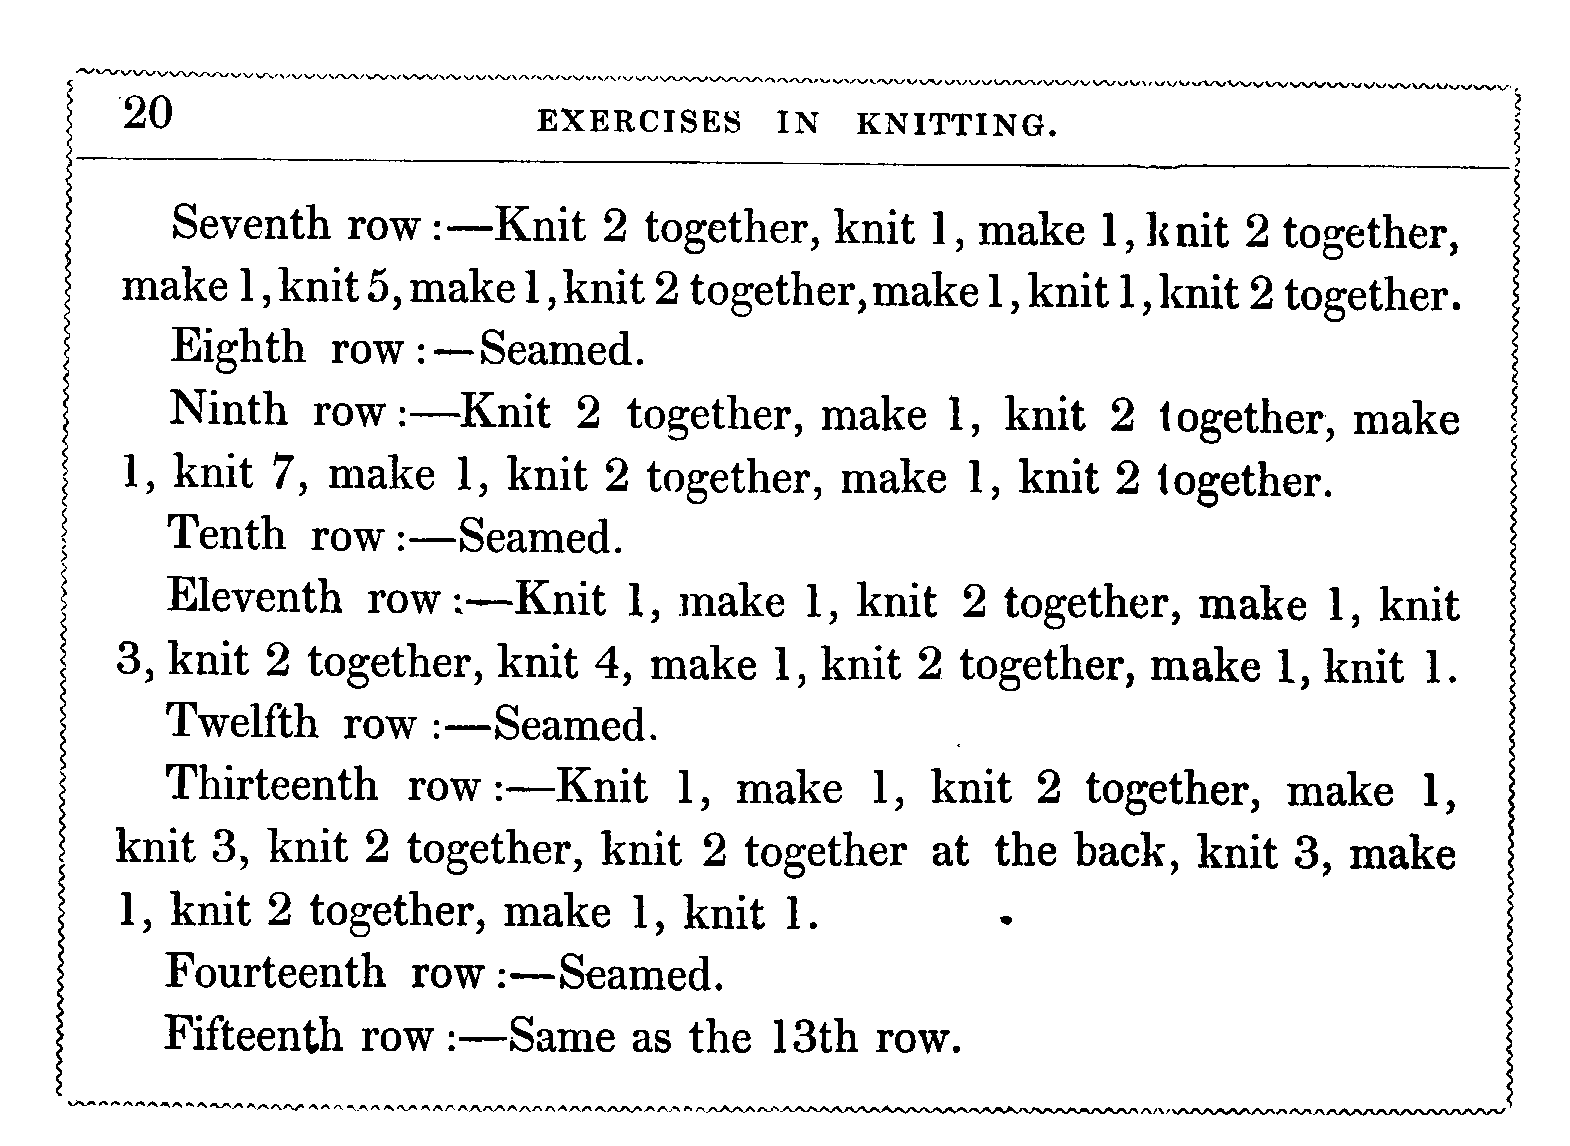 20 EXERCISES IN KNITTING.
Seventh row :—Knit 2 together, knit 1, make 1, knit 2 together,
make 1, knit 5, make 1, knit 2 together, make 1, knit 1, knit 2 together.
Eighth row :—Seamed.
Ninth row :—Knit 2 together, make 1, knit 2 together, make
1, knit 7, make 1, knit 2 together, make 1, knit 2 together.
Tenth row :—Seamed.
Eleventh row :—Knit 1, make 1, knit 2 together, make 1, knit
3, knit 2 together, knit 4, make 1, knit 2 together, make 1, knit 1.
Twelfth row :—Seamed.
Thirteenth row :—Knit 1, make 1, knit 2 together, make 1,
knit 3, knit 2 together, knit 2 together at the back, knit 3, make
1, knit 2 together, make 1, knit 1.
Fourteenth row :—Seamed.
Fifteenth row :—Same as the 13th row.